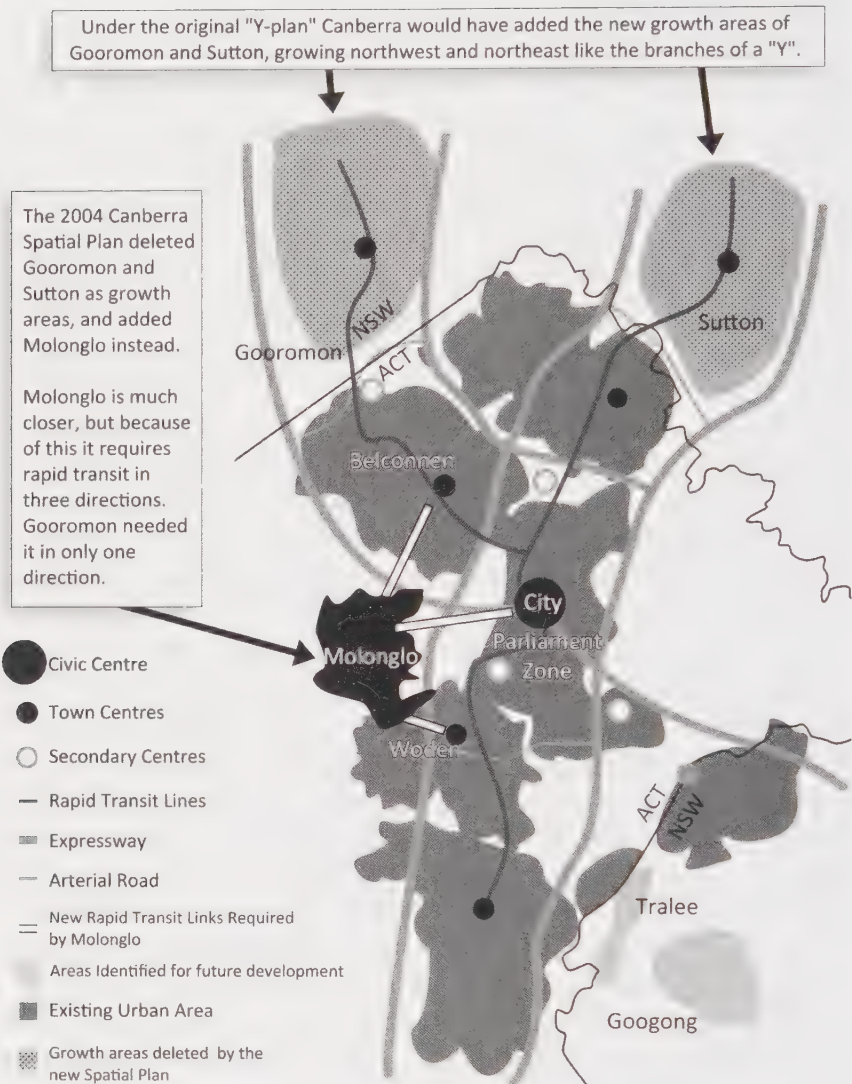 Under the original "Y-plan" Canberra would have added the new growth areas of
Gooromon and Sutton, growing northwest and northeast like the branches of a "Y".
The 2004 Canberra
Spatial Plan deleted
Gooromon and
Sutton as growth
areas, and added
Molonglo instead.
Molonglo is much
closer, but because
of this it requires
rapid transit in
three directions.
Gooromon needed
it in only one
direction.
NSW
ACT
Gooromon
Sutton
Belconnen
City
Parliament
Zone
Molonglo
Woden
ACT
NSW
Tralee
Googong
Civic Centre
Town Centres
Secondary Centres
Rapid Transit Lines
Expressway
Arterial Road
New Rapid Transit Links Required
by Molonglo
Areas Identified for future development
Existing Urban Area
Growth areas deleted by the
new Spatial Plan